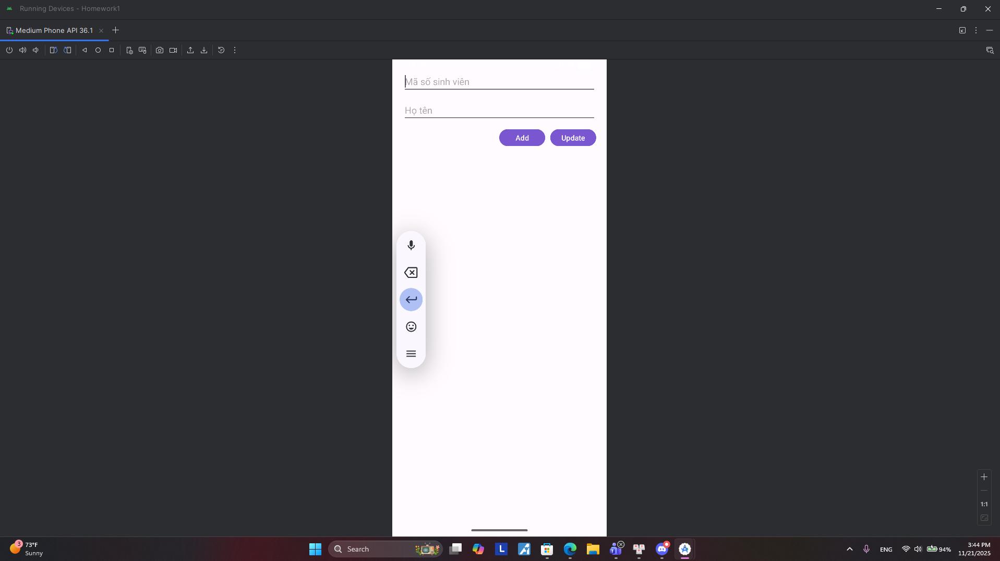 Running Devices - Homework1
Medium Phone API 36.1
Mã số sinh viên
Họ tên
Add
Update
1:1
3
73°F
Sunny
Search
L
ENG
94%
3:44 PM
11/21/2025